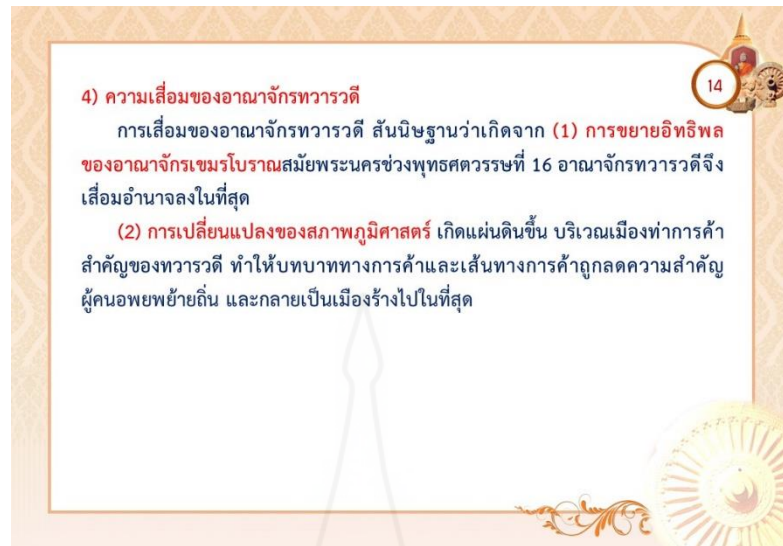 14
4) ความเสื่อมของอาณาจักรทวารวดี
การเสื่อมของอาณาจักรทวารวดี สันนิษฐานว่าเกิดจาก (1) การขยายอิทธิพล
ของอาณาจักรเขมรโบราณสมัยพระนครช่วงพุทธศตวรรษที่ 16 อาณาจักรทวารวดีจึง
เสื่อมอำนาจลงในที่สุด
(2) การเปลี่ยนแปลงของสภาพภูมิศาสตร์ เกิดแผ่นดินขึ้น บริเวณเมืองท่าการค้า
สำคัญของทวารวดี ทำให้บทบาททางการค้าและเส้นทางการค้าถูกลดความสำคัญ
ผู้คนอพยพย้ายถิ่น และกลายเป็นเมืองร้างไปในที่สุด